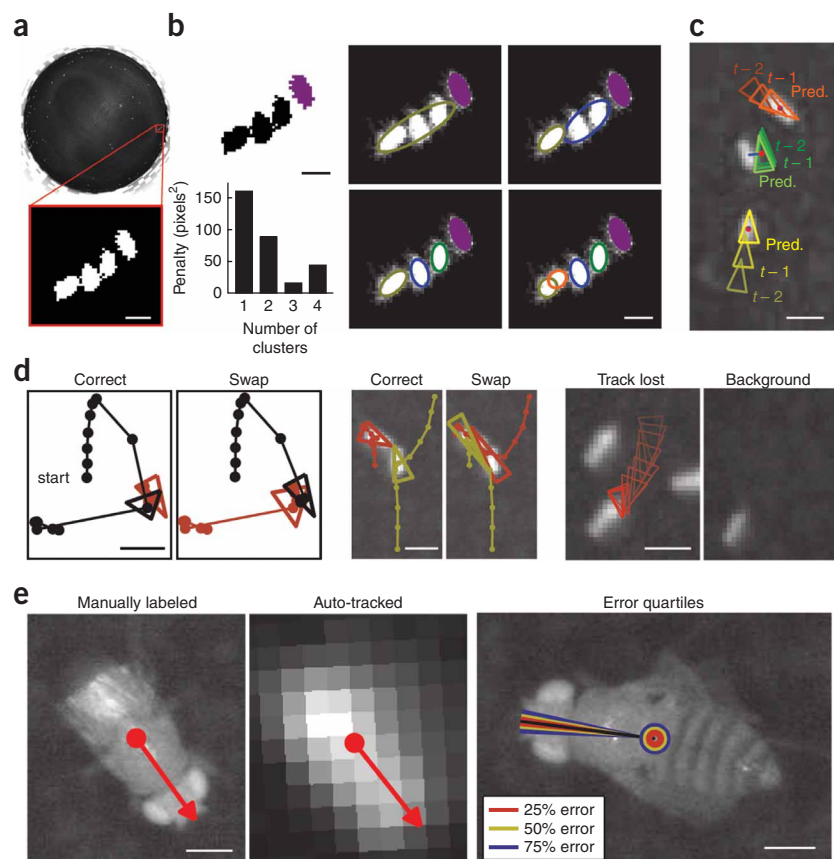 a
b
Penalty (pixels²)
150
100
50
0
1 2 3 4
Number of
clusters
c
t – 2
t – 1
Pred.
t – 2
t – 1
Pred.
Pred.
t – 1
t – 2
d
Correct
Swap
start
Correct
Swap
Track lost
Background
e
Manually labeled
Auto-tracked
Error quartiles
25% error
50% error
75% error